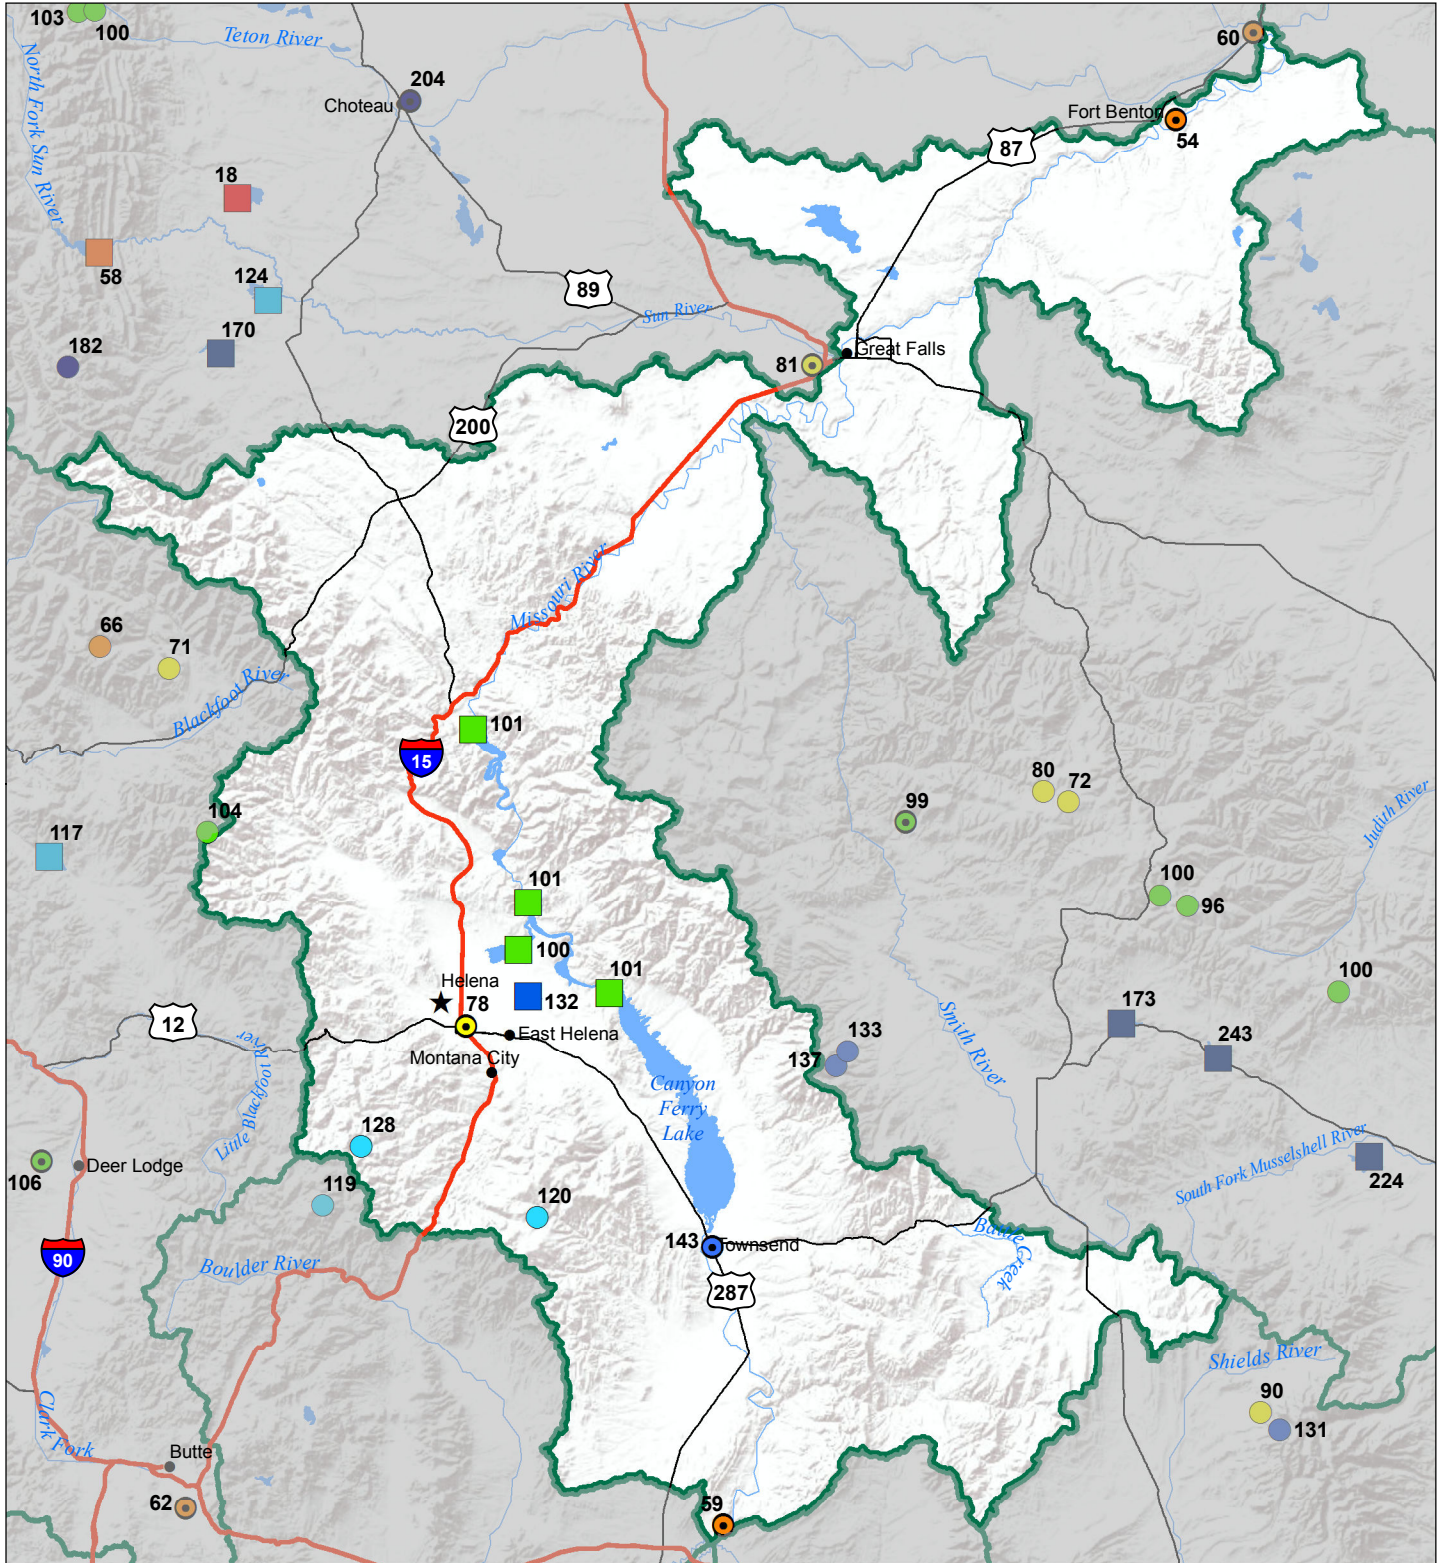 103
100
Teton River
60
204
Choteau
Fort Benton
54
87
North Fork Sun River
18
58
124
89
Sun River
170
182
Great Falls
81
200
Missouri River
66
71
Blackfoot River
101
15
80
72
99
104
117
Judith River
101
100
96
100
101
Helena
132
78
100
173
12
East Helena
Smith River
243
Little Blackfoot River
Montana City
133
137
Canyon
Ferry
Lake
128
South Fork Musselshell River
106
Deer Lodge
224
119
120
Battle Creek
143
Townsend
90
Boulder River
287
Shields River
90
131
Clark Fork
Butte
62
59